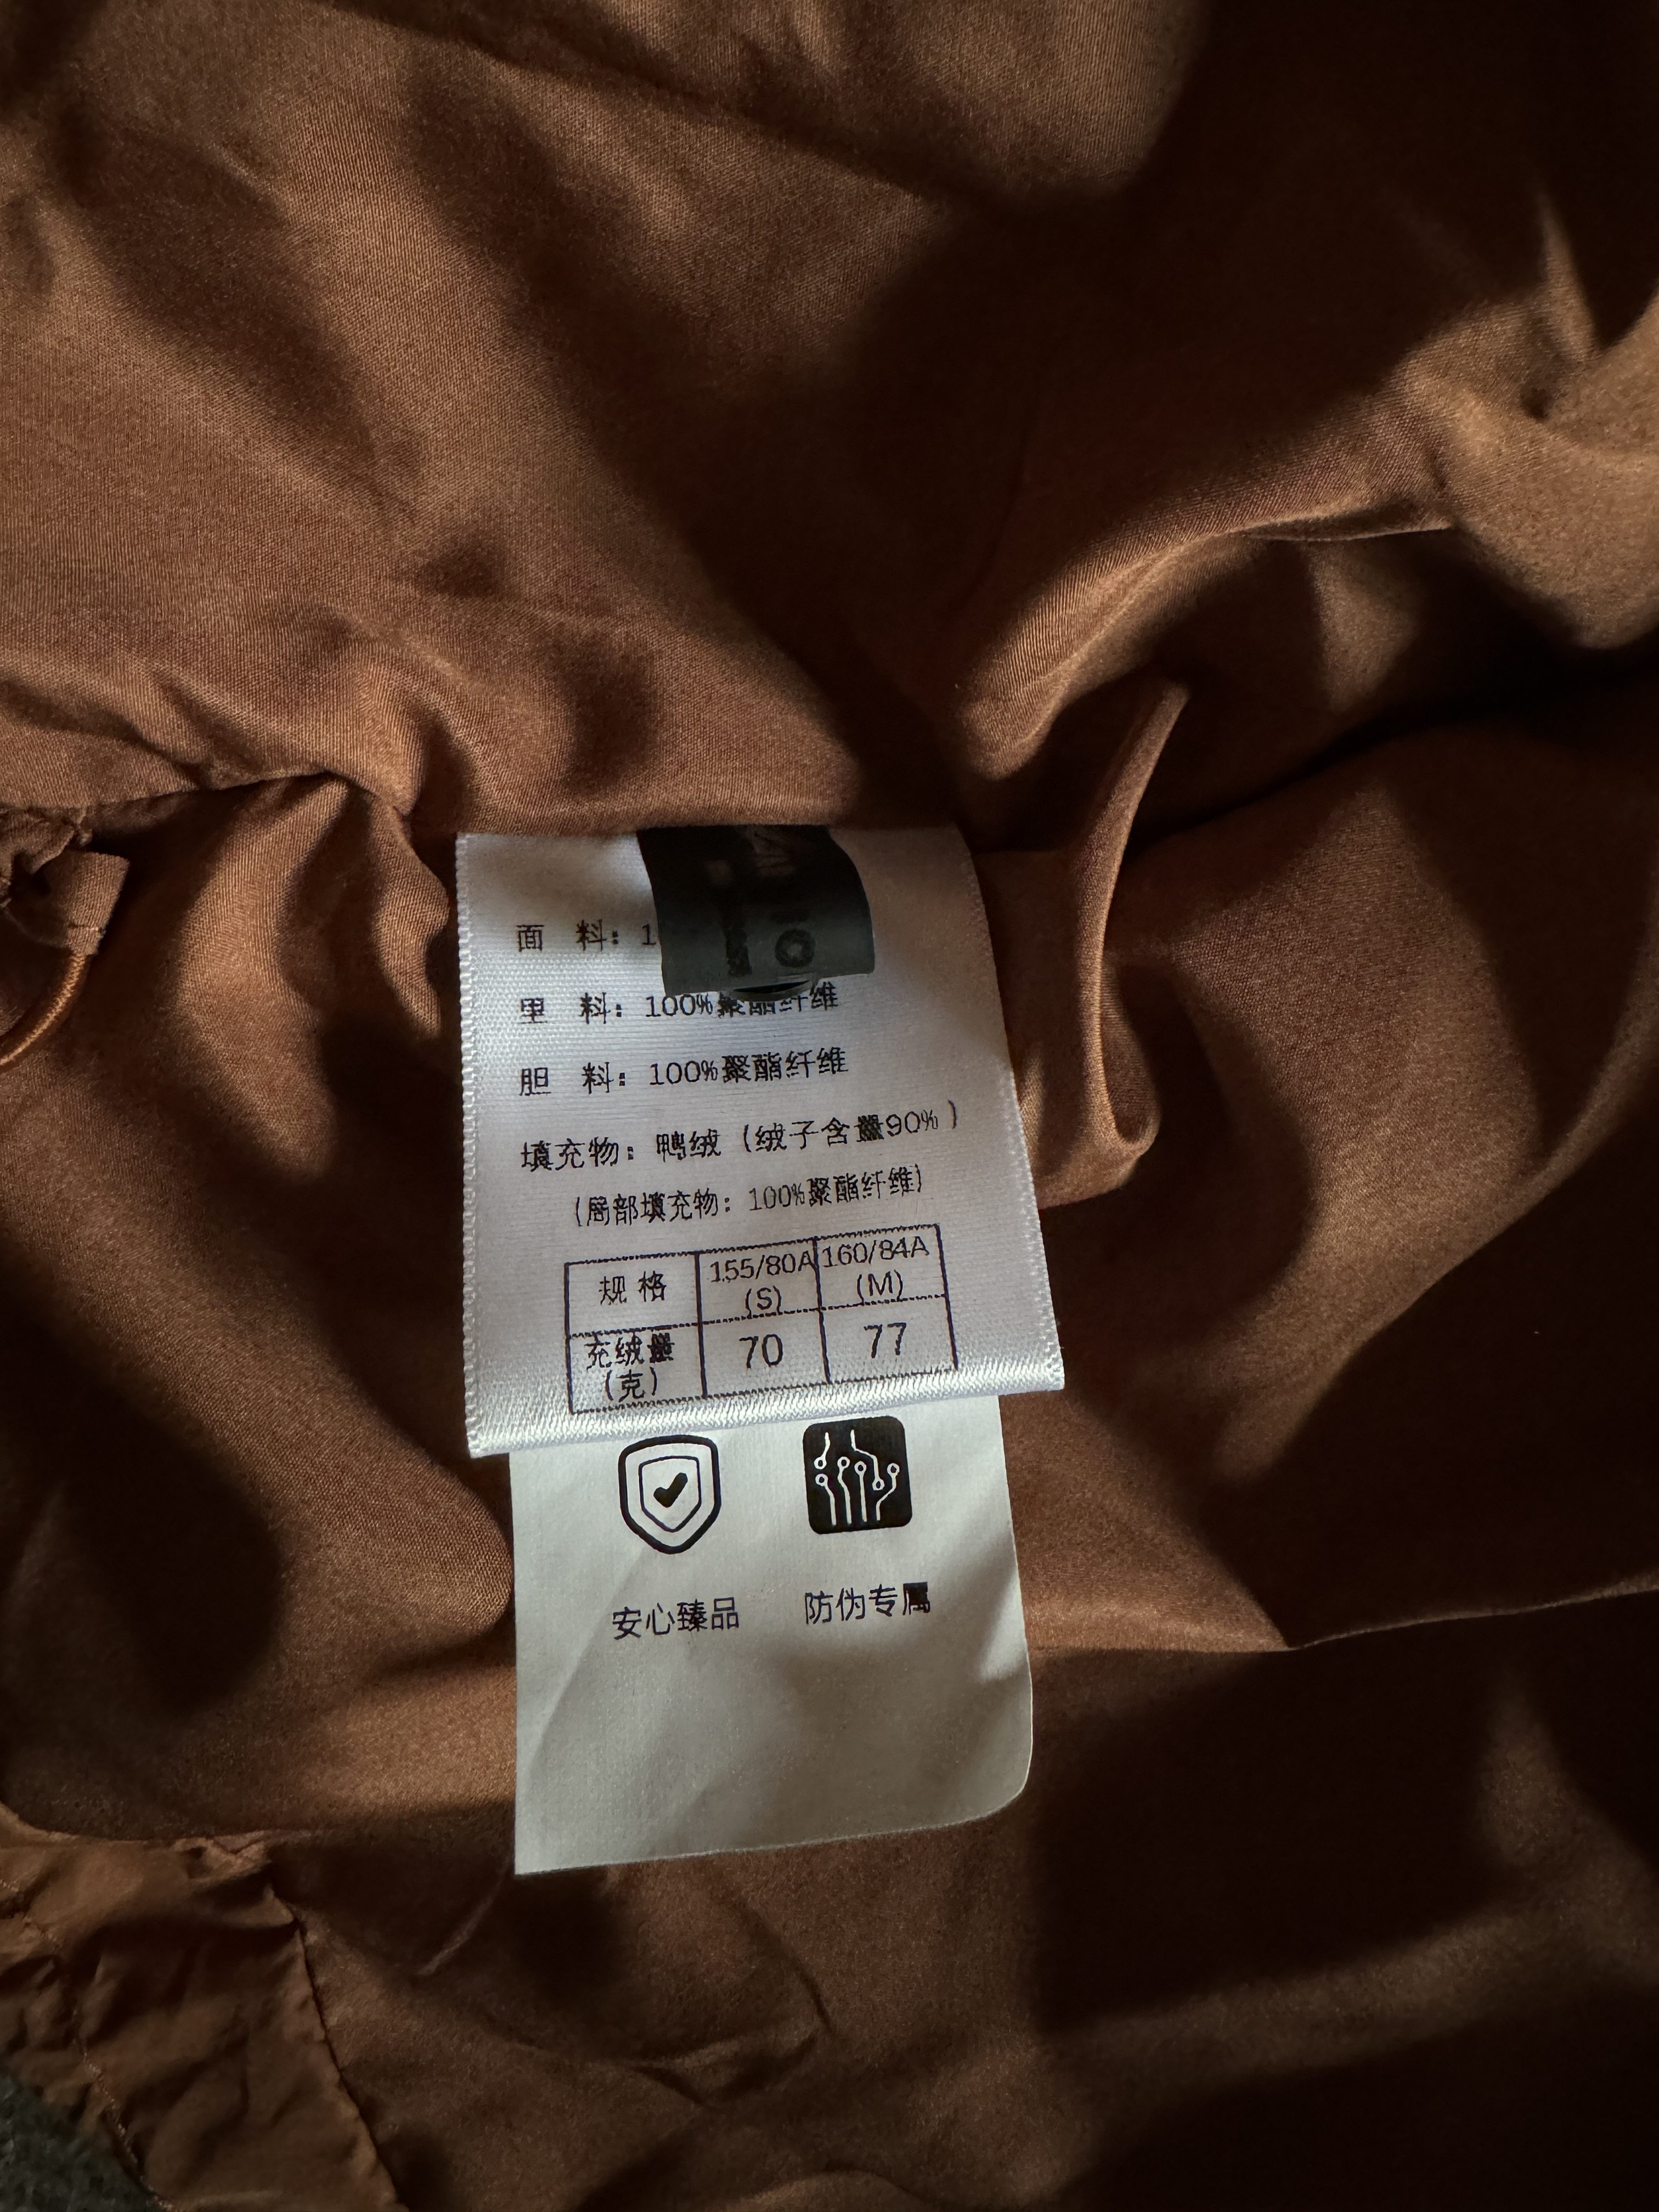 面 料: 1
里 料: 100%聚酯纤维
胆 料: 100%聚酯纤维
填充物: 鸭绒 (绒子含量90%)
(局部填充物: 100%聚酯纤维)
规格 155/80A (S) 160/84A (M)
充绒量 (克) 70 77
安心臻品 防伪专属